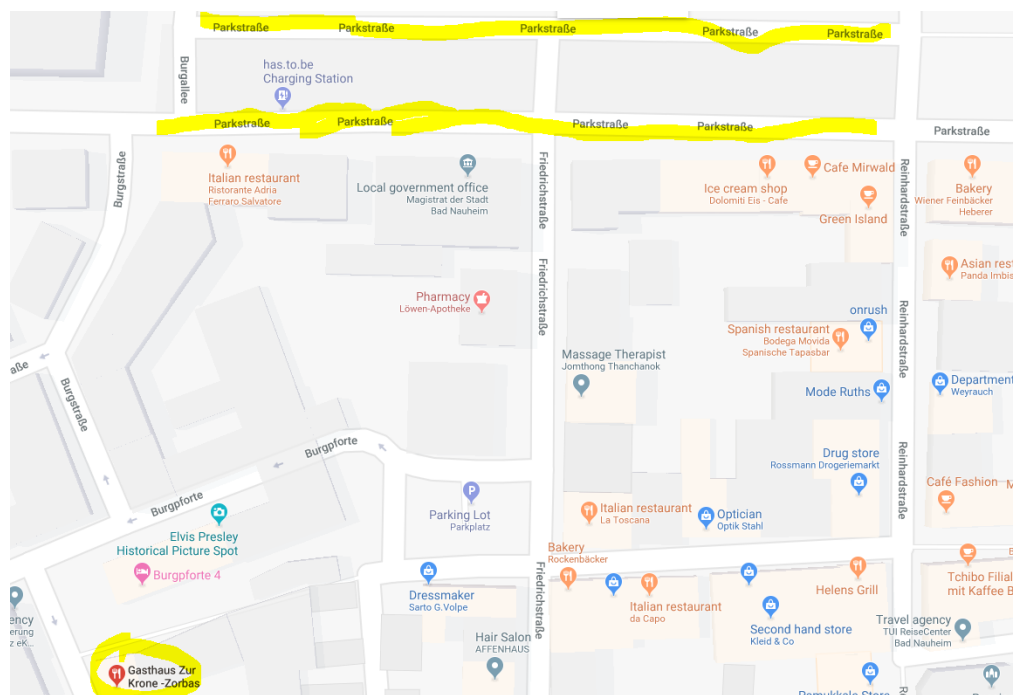 Parkstraße
Parkstraße
Parkstraße
Parkstraße
Parkstraße
Burgallee
has.to.be
Charging Station
Parkstraße
Parkstraße
Parkstraße
Parkstraße
Parkstraße
Burgstraße
Italian restaurant
Ristorante Adria
Ferraro Salvatore
Local government office
Magistrat der Stadt
Bad Nauheim
Friedrichstraße
Ice cream shop
Dolomiti Eis - Cafe
Cafe Mirwald
Green Island
Reinhardstraße
Bakery
Wiener Feinbäcker
Heberer
Friedrichstraße
Asian rest
Panda Imbis
Pharmacy
Löwen-Apotheke
onrush
Spanish restaurant
Bodega Movida
Spanische Tapasbar
Reinhardstraße
Massage Therapist
Jomthong Thanchanok
aße
Burgstraße
Mode Ruths
Department
Weyrauch
Burgpforte
Drug store
Rossmann Drogeriemarkt
Reinhardstraße
Café Fashion
Burgpforte
Parking Lot
Parkplatz
Italian restaurant
La Toscana
Optician
Optik Stahl
Elvis Presley
Historical Picture Spot
Bakery
Rockenbäcker
Burgpforte 4
Friedrichstraße
Dressmaker
Sarto G.Volpe
Italian restaurant
da Capo
Helens Grill
Tchibo Filial
mit Kaffee B
ency
erung
z eK...
Second hand store
Kleid & Co
Travel agency
TUI ReiseCenter
Bad Nauheim
Hair Salon
AFFENHAUS
Gasthaus Zur
Krone -Zorbas